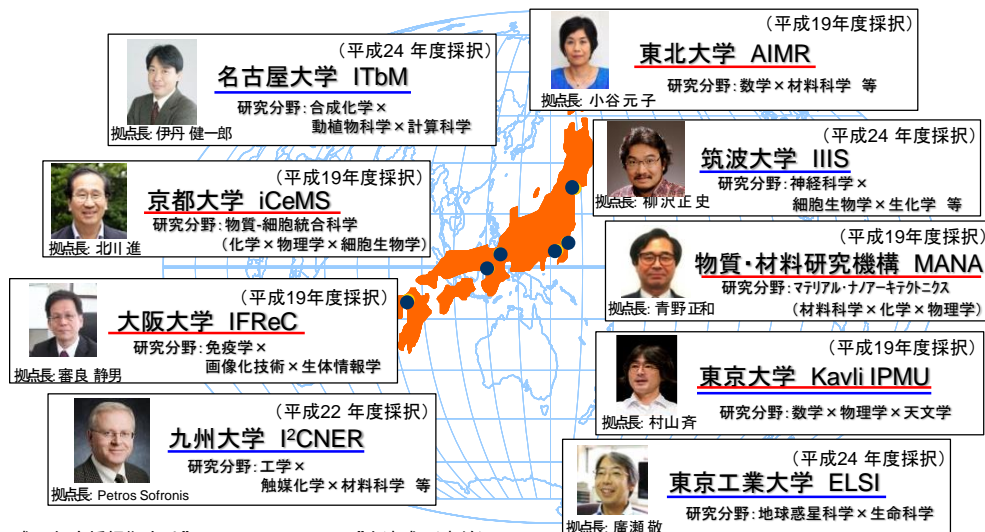 （平成24 年度採択）
名古屋大学 ITbM
研究分野：合成化学×
動植物科学×計算科学
拠点長: 伊丹 健一郎
（平成19年度採択）
京都大学 iCeMS
研究分野：物質-細胞統合科学
（化学×物理学×細胞生物学）
拠点長: 北川 進
（平成19年度採択）
大阪大学 IFReC
研究分野：免疫学×
画像化技術×生体情報学
拠点長: 審良 静男
（平成22 年度採択）
九州大学 I²CNER
研究分野：工学×
触媒化学×材料科学 等
拠点長: Petros Sofronis
（平成19年度採択）
東北大学 AIMR
研究分野：数学×材料科学 等
拠点長: 小谷 元子
（平成24 年度採択）
筑波大学 IIIS
研究分野：神経科学×
細胞生物学×生化学 等
拠点長: 柳沢 正史
（平成19年度採択）
物質・材料研究機構 MANA
研究分野：ﾏﾃﾘｱﾙ･ﾅﾉｱｰｷﾃｸﾄﾆｸｽ
（材料科学×化学×物理学）
拠点長: 青野 正和
（平成19年度採択）
東京大学 Kavli IPMU
研究分野：数学×物理学×天文学
拠点長: 村山 斉
（平成24 年度採択）
東京工業大学 ELSI
研究分野：地球惑星科学×生命科学
拠点長: 廣瀬 敬